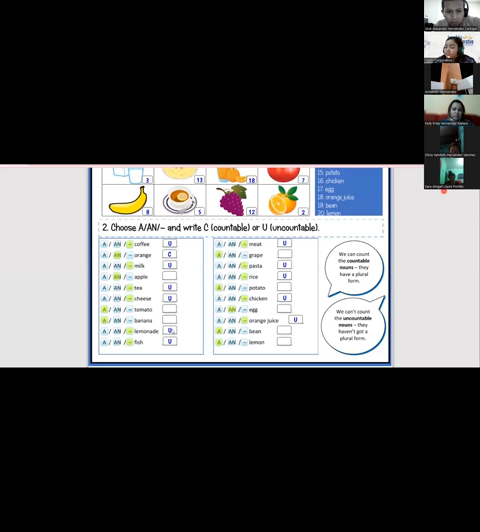 3
13
18
7
8
5
12
2
15. potato
16. chicken
17. egg
18. orange juice
19. bean
20. lemon
2. Choose A/AN/– and write C (countable) or U (uncountable).
A / AN / – coffee U
A / AN / – orange C
A / AN / – milk U
A / AN / – apple
A / AN / – tea U
A / AN / – cheese U
A / AN / – tomato
A / AN / – banana
A / AN / – lemonade U
A / AN / – fish U
A / AN / – meat U
A / AN / – grape
A / AN / – pasta U
A / AN / – rice U
A / AN / – potato
A / AN / – chicken U
A / AN / – egg
A / AN / – orange juice U
A / AN / – bean
A / AN / – lemon
We can count
the countable
nouns – they
have a plural
form.
We can't count
the uncountable
nouns – they
haven't got a
plural form.